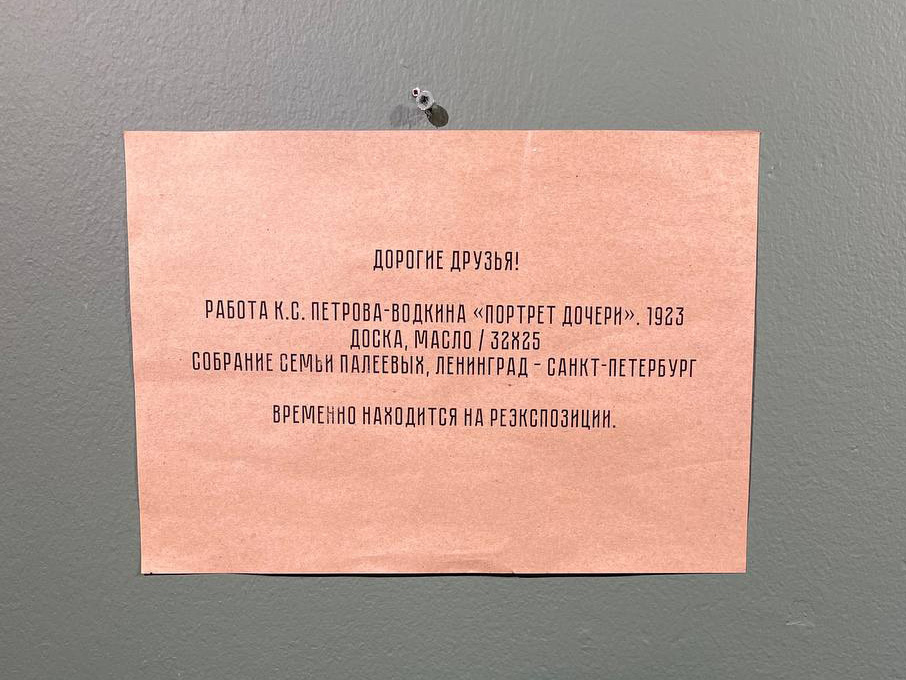 ДОРОГИЕ ДРУЗЬЯ!
РАБОТА К.С. ПЕТРОВА-ВОДКИНА «ПОРТРЕТ ДОЧЕРИ». 1923
ДОСКА, МАСЛО / 32Х25
СОБРАНИЕ СЕМЬИ ПАЛЕЕВЫХ, ЛЕНИНГРАД - САНКТ-ПЕТЕРБУРГ
ВРЕМЕННО НАХОДИТСЯ НА РЕЭКСПОЗИЦИИ.